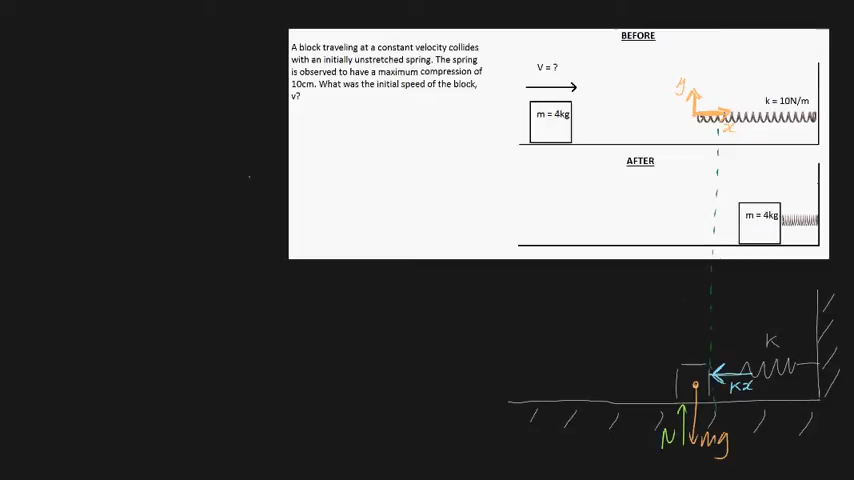 BEFORE
A block traveling at a constant velocity collides
with an initially unstretched spring. The spring
is observed to have a maximum compression of
10cm. What was the initial speed of the block,
v?
V = ?
y
k = 10N/m
m = 4kg
x
AFTER
m = 4kg
K
Kx
N
mg